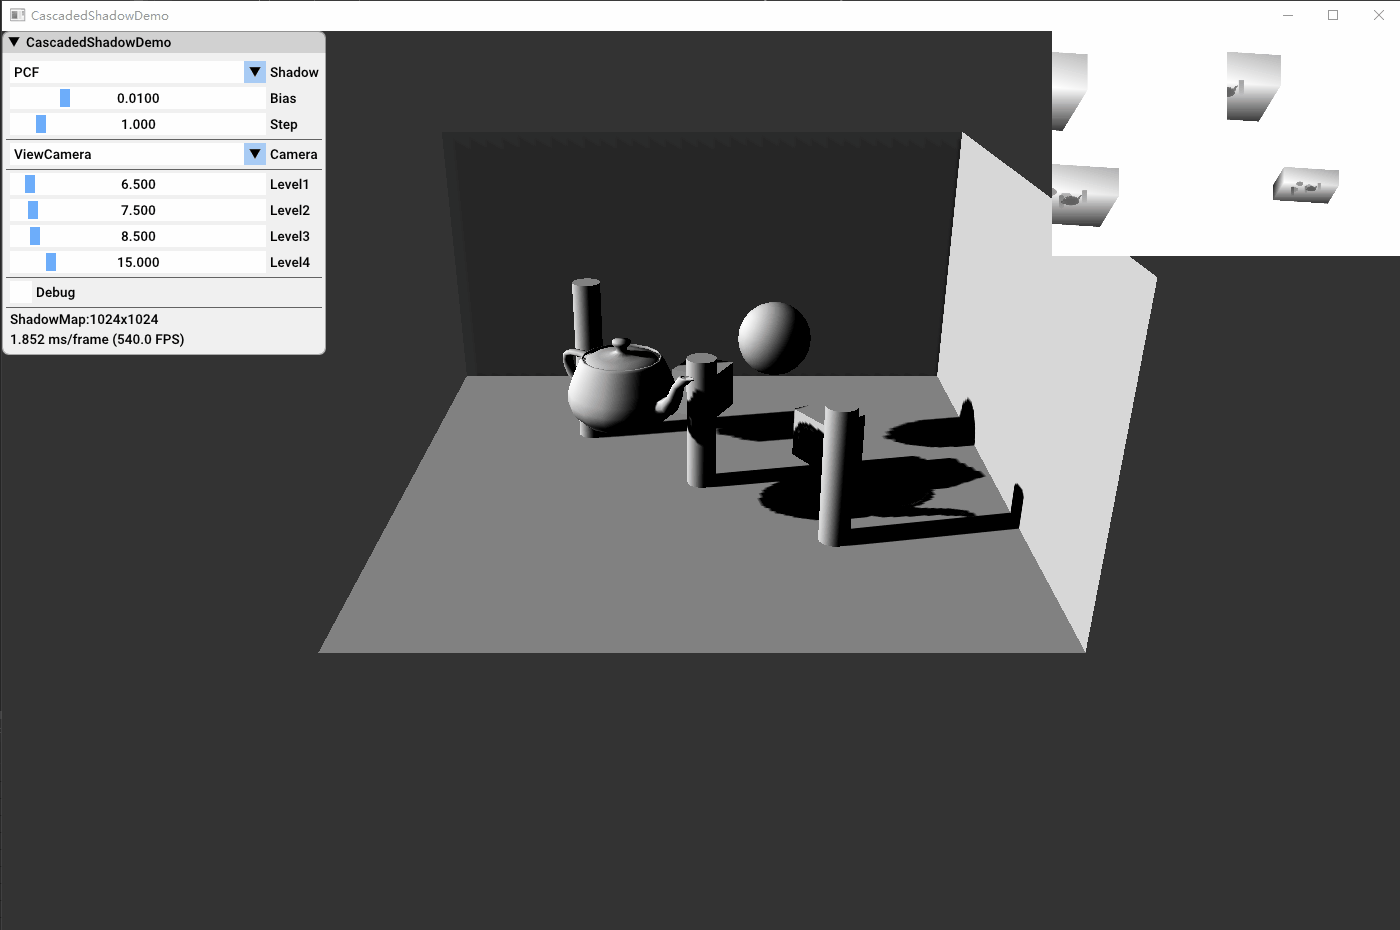 CascadedShadowDemo
CascadedShadowDemo
PCF Shadow
0.0100 Bias
1.000 Step
ViewCamera Camera
6.500 Level1
7.500 Level2
8.500 Level3
15.000 Level4
Debug
ShadowMap:1024x1024
1.852 ms/frame (540.0 FPS)